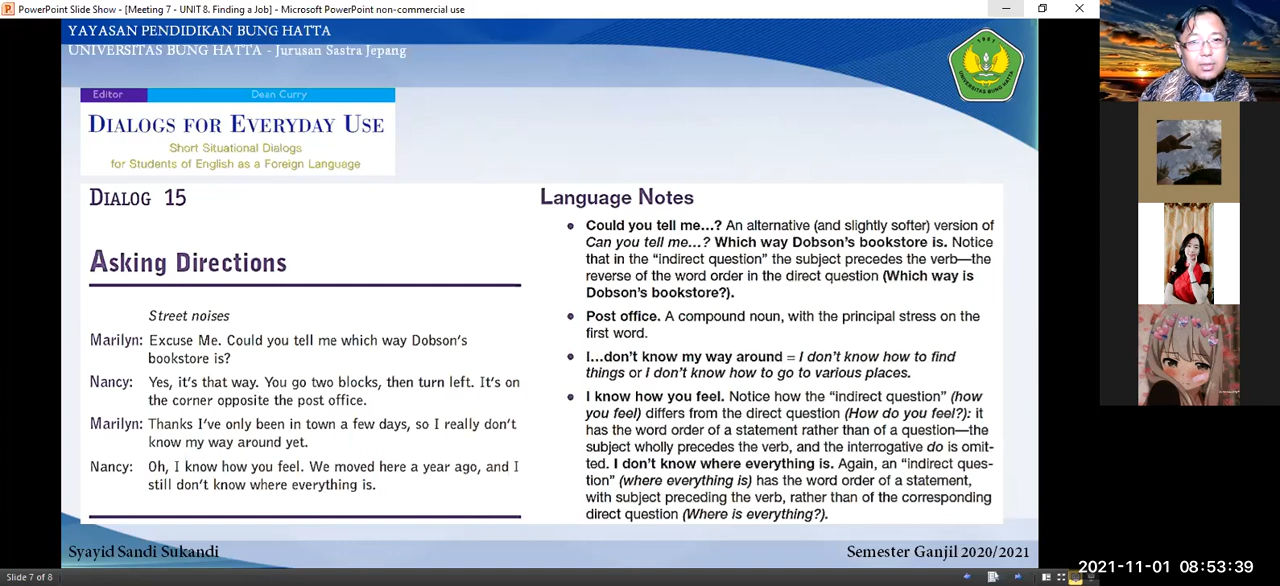 PowerPoint Slide Show - [Meeting 7 - UNIT 8. Finding a Job] - Microsoft PowerPoint non-commercial use
YAYASAN PENDIDIKAN BUNG HATTA
UNIVERSITAS BUNG HATTA - Jurusan Sastra Jepang
1981
UNIVERSITAS BUNG HATTA
Editor
Dean Curry
DIALOGS FOR EVERYDAY USE
Short Situational Dialogs
for Students of English as a Foreign Language
DIALOG 15
Asking Directions
Street noises
Marilyn: Excuse Me. Could you tell me which way Dobson's
bookstore is?
Nancy: Yes, it's that way. You go two blocks, then turn left. It's on
the corner opposite the post office.
Marilyn: Thanks I've only been in town a few days, so I really don't
know my way around yet.
Nancy: Oh, I know how you feel. We moved here a year ago, and I
still don't know where everything is.
Language Notes
• Could you tell me...? An alternative (and slightly softer) version of
Can you tell me...? Which way Dobson's bookstore is. Notice
that in the "indirect question" the subject precedes the verb—the
reverse of the word order in the direct question (Which way is
Dobson's bookstore?).
• Post office. A compound noun, with the principal stress on the
first word.
• I...don't know my way around = I don't know how to find
things or I don't know how to go to various places.
• I know how you feel. Notice how the "indirect question" (how
you feel) differs from the direct question (How do you feel?): it
has the word order of a statement rather than of a question—the
subject wholly precedes the verb, and the interrogative do is omit-
ted. I don't know where everything is. Again, an "indirect ques-
tion" (where everything is) has the word order of a statement,
with subject preceding the verb, rather than of the corresponding
direct question (Where is everything?).
Syayid Sandi Sukandi
Semester Ganjil 2020/2021
2021-11-01 08:53:39
Slide 7 of 8